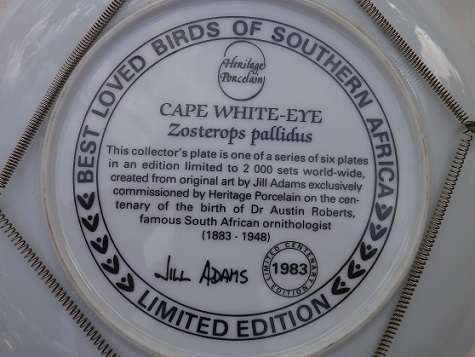 BEST LOVED BIRDS OF SOUTHERN AFRICA
Heritage
Porcelain
CAPE WHITE-EYE
Zosterops pallidus
This collector's plate is one of a series of six plates
in an edition limited to 2 000 sets world-wide,
created from original art by Jill Adams exclusively
commissioned by Heritage Porcelain on the cen-
tenary of the birth of Dr Austin Roberts,
famous South African ornithologist
(1883 - 1948)
JILL ADAMS
LIMITED CENTENARY
1983
EDITION
LIMITED EDITION